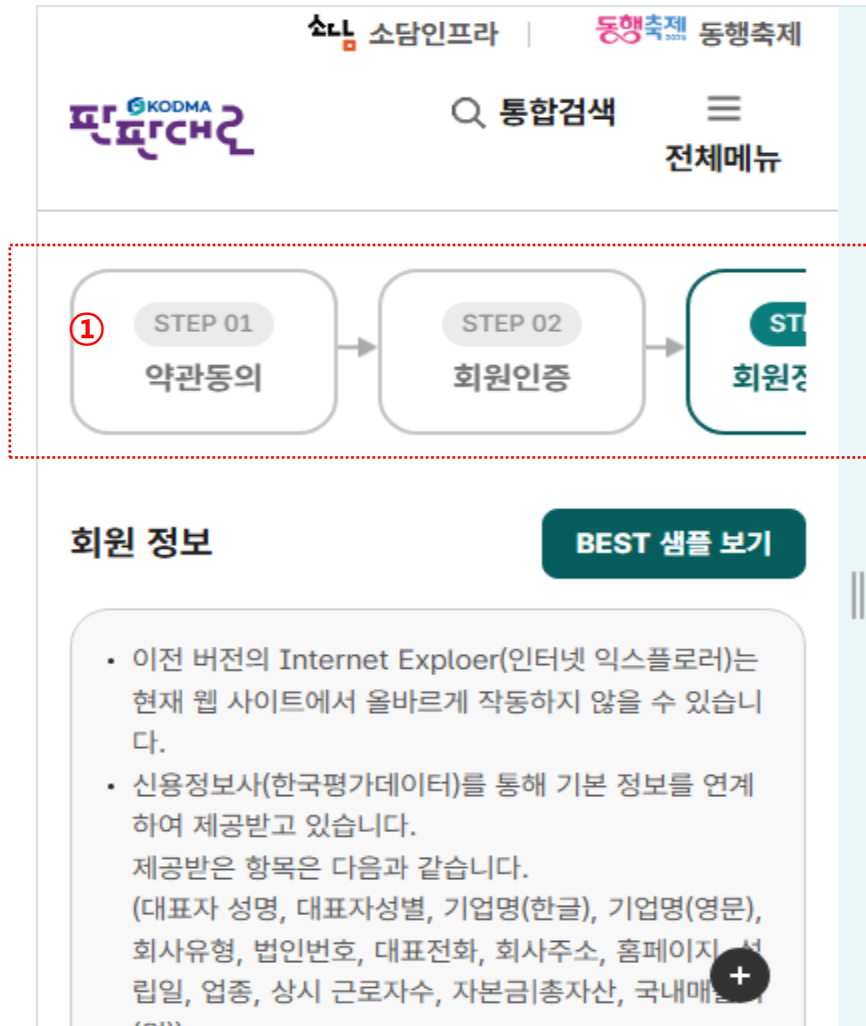 소담 소담인프라 | 동행축제 2025 동행축제
KODMA
판판대로
통합검색
전체메뉴
①
STEP 01
약관동의
STEP 02
회원인증
STE
회원정
회원 정보
BEST 샘플 보기
• 이전 버전의 Internet Exploer(인터넷 익스플로러)는
현재 웹 사이트에서 올바르게 작동하지 않을 수 있습니
다.
• 신용정보사(한국평가데이터)를 통해 기본 정보를 연계
하여 제공받고 있습니다.
제공받은 항목은 다음과 같습니다.
(대표자 성명, 대표자성별, 기업명(한글), 기업명(영문),
회사유형, 법인번호, 대표전화, 회사주소, 홈페이지, 설
립일, 업종, 상시 근로자수, 자본금|총자산, 국내매